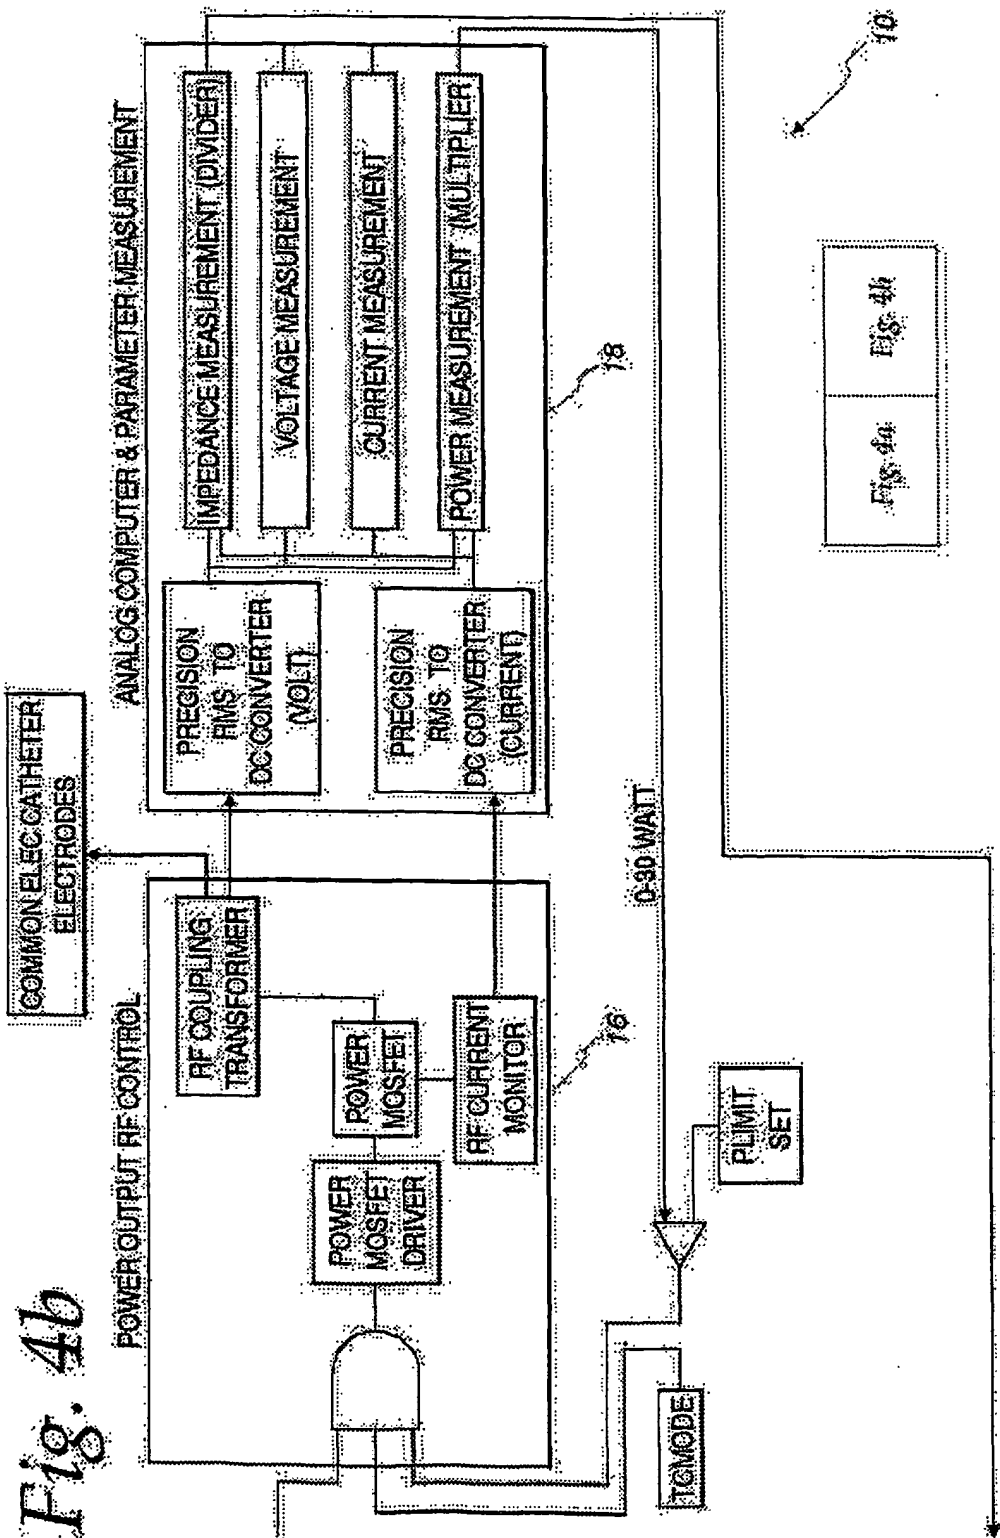 Fig. 4b
COMMON ELEC CATHETER
ELECTRODES
POWER OUTPUT RF CONTROL
RF COUPLING
TRANSFORMER
POWER
MOSFET
DRIVER
POWER
MOSFET
RF CURRENT
MONITOR
16
ANALOG COMPUTER & PARAMETER MEASUREMENT
PRECISION
RMS TO
DC CONVERTER
(VOLT)
PRECISION
RMS TO
DC CONVERTER
(CURRENT)
IMPEDANCE MEASUREMENT (DIVIDER)
VOLTAGE MEASUREMENT
CURRENT MEASUREMENT
POWER MEASUREMENT (MULTIPLIER)
18
0-30 WATT
TCMODE
PLIMIT
SET
Fig. 4a
Fig. 4b
10